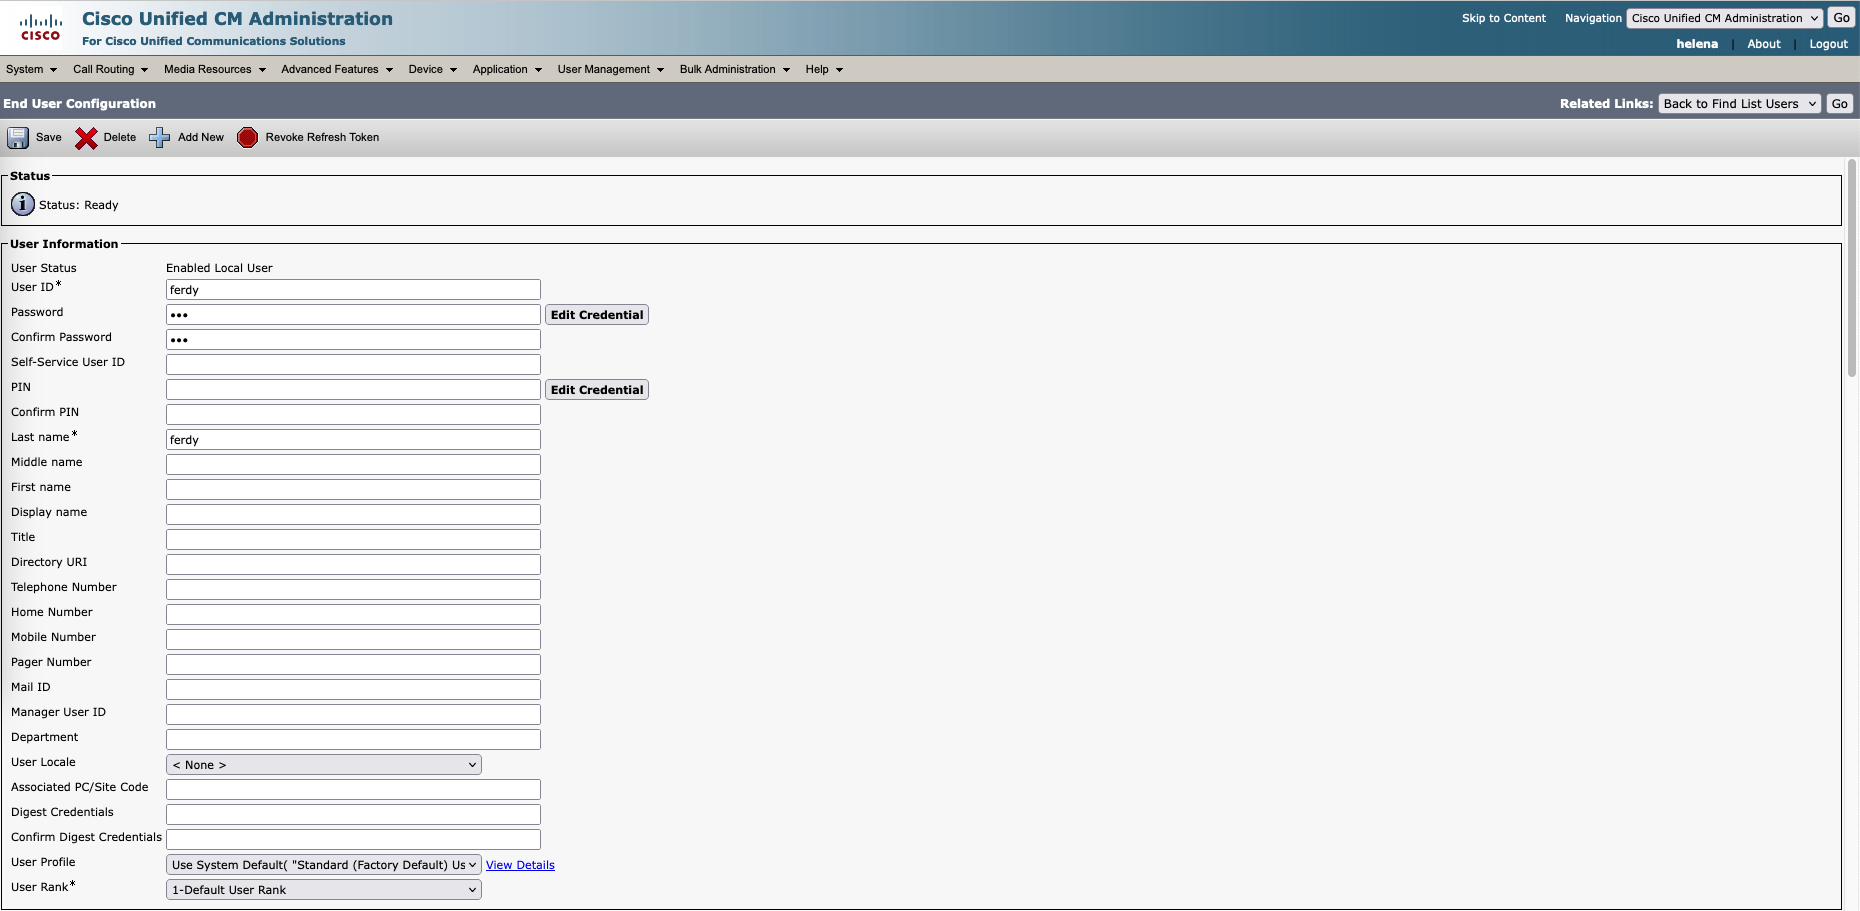 Cisco Unified CM Administration
For Cisco Unified Communications Solutions
CISCO
Skip to Content Navigation Cisco Unified CM Administration Go
helena | About | Logout
System Call Routing Media Resources Advanced Features Device Application User Management Bulk Administration Help
End User Configuration Related Links: Back to Find List Users Go
Save Delete Add New Revoke Refresh Token
Status
i Status: Ready
User Information
User Status Enabled Local User
User ID* ferdy
Password ••• Edit Credential
Confirm Password •••
Self-Service User ID
PIN Edit Credential
Confirm PIN
Last name* ferdy
Middle name
First name
Display name
Title
Directory URI
Telephone Number
Home Number
Mobile Number
Pager Number
Mail ID
Manager User ID
Department
User Locale < None >
Associated PC/Site Code
Digest Credentials
Confirm Digest Credentials
User Profile Use System Default( "Standard (Factory Default) Us View Details
User Rank* 1-Default User Rank